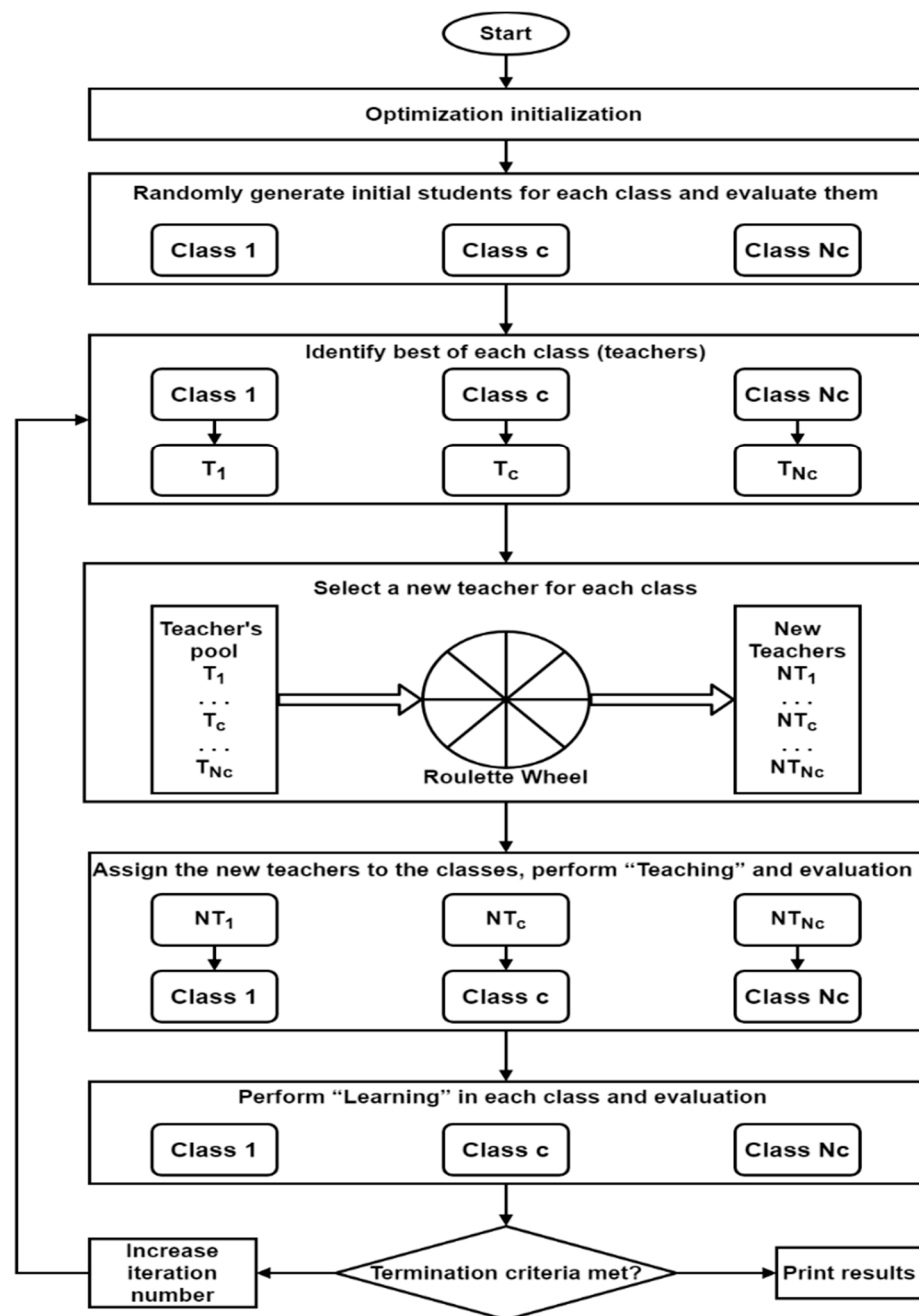 Start
Optimization initialization
Randomly generate initial students for each class and evaluate them
Class 1
Class c
Class Nc
Identify best of each class (teachers)
Class 1
Class c
Class Nc
T1
Tc
TNc
Select a new teacher for each class
Teacher's
pool
T1
. . .
Tc
. . .
TNc
Roulette Wheel
New
Teachers
NT1
. . .
NTc
. . .
NTNc
Assign the new teachers to the classes, perform “Teaching” and evaluation
NT1
NTc
NTNc
Class 1
Class c
Class Nc
Perform “Learning” in each class and evaluation
Class 1
Class c
Class Nc
Increase
iteration
number
Termination criteria met?
Print results